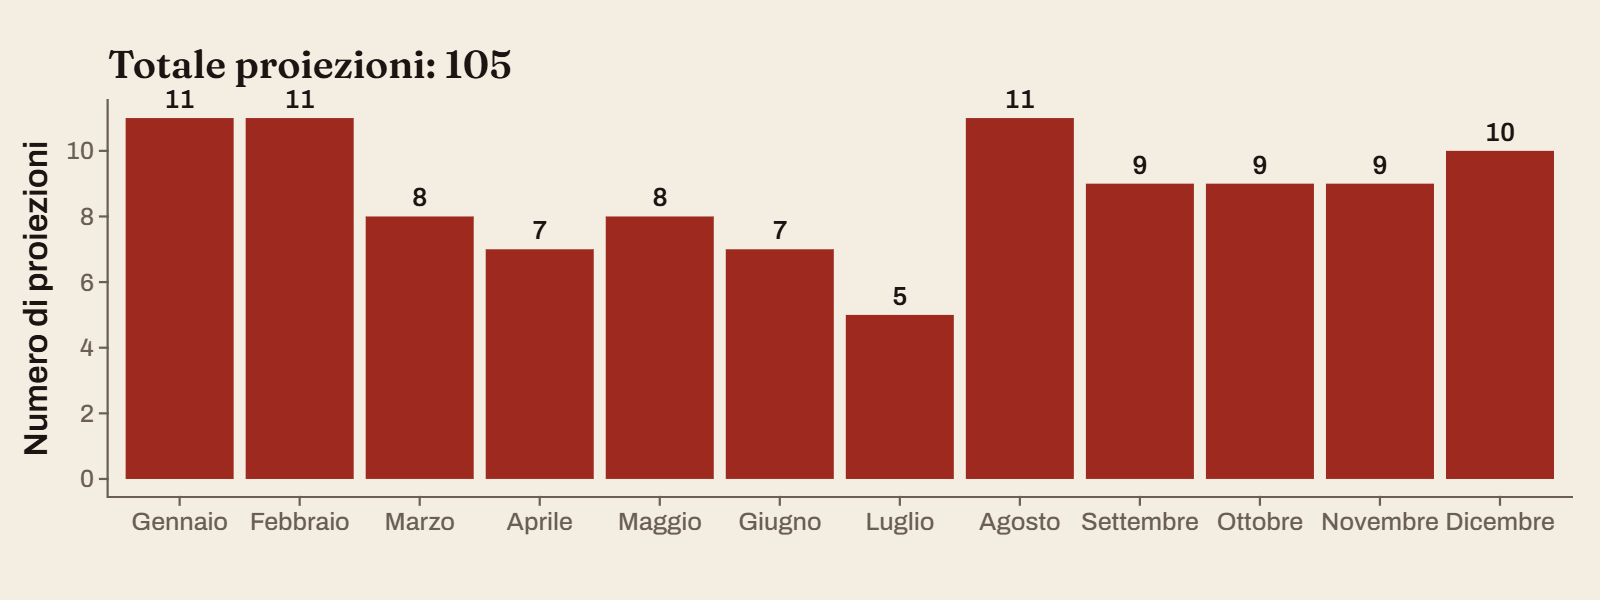 Totale proiezioni: 105
Numero di proiezioni
11 11 8 7 8 7 5 11 9 9 9 10
10
8
6
4
2
0
Gennaio Febbraio Marzo Aprile Maggio Giugno Luglio Agosto Settembre Ottobre Novembre Dicembre